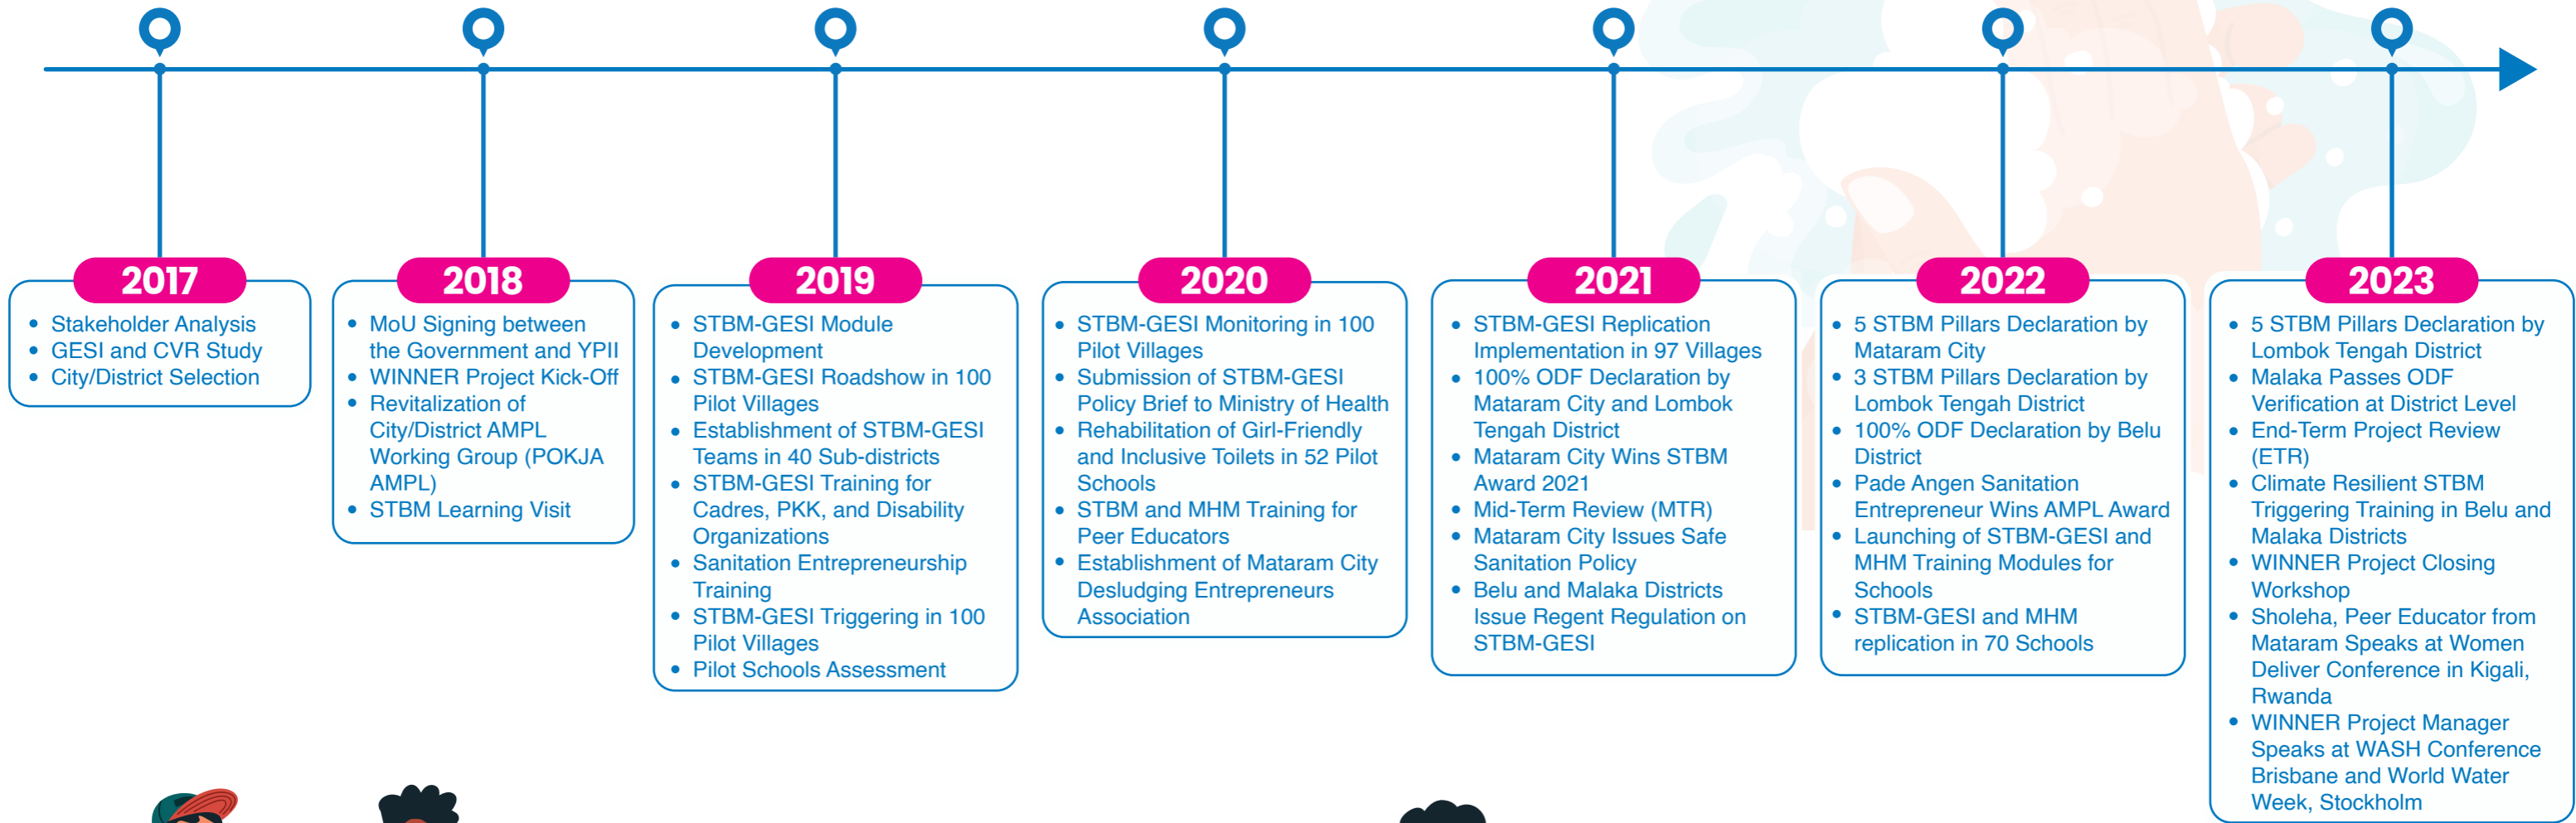 2017
• Stakeholder Analysis
• GESI and CVR Study
• City/District Selection
2018
• MoU Signing between
the Government and YPII
• WINNER Project Kick-Off
• Revitalization of
City/District AMPL
Working Group (POKJA
AMPL)
• STBM Learning Visit
2019
• STBM-GESI Module
Development
• STBM-GESI Roadshow in 100
Pilot Villages
• Establishment of STBM-GESI
Teams in 40 Sub-districts
• STBM-GESI Training for
Cadres, PKK, and Disability
Organizations
• Sanitation Entrepreneurship
Training
• STBM-GESI Triggering in 100
Pilot Villages
• Pilot Schools Assessment
2020
• STBM-GESI Monitoring in 100
Pilot Villages
• Submission of STBM-GESI
Policy Brief to Ministry of Health
• Rehabilitation of Girl-Friendly
and Inclusive Toilets in 52 Pilot
Schools
• STBM and MHM Training for
Peer Educators
• Establishment of Mataram City
Desludging Entrepreneurs
Association
2021
• STBM-GESI Replication
Implementation in 97 Villages
• 100% ODF Declaration by
Mataram City and Lombok
Tengah District
• Mataram City Wins STBM
Award 2021
• Mid-Term Review (MTR)
• Mataram City Issues Safe
Sanitation Policy
• Belu and Malaka Districts
Issue Regent Regulation on
STBM-GESI
2022
• 5 STBM Pillars Declaration by
Mataram City
• 3 STBM Pillars Declaration by
Lombok Tengah District
• 100% ODF Declaration by Belu
District
• Pade Angen Sanitation
Entrepreneur Wins AMPL Award
• Launching of STBM-GESI and
MHM Training Modules for
Schools
• STBM-GESI and MHM
replication in 70 Schools
2023
• 5 STBM Pillars Declaration by
Lombok Tengah District
• Malaka Passes ODF
Verification at District Level
• End-Term Project Review
(ETR)
• Climate Resilient STBM
Triggering Training in Belu and
Malaka Districts
• WINNER Project Closing
Workshop
• Sholeha, Peer Educator from
Mataram Speaks at Women
Deliver Conference in Kigali,
Rwanda
• WINNER Project Manager
Speaks at WASH Conference
Brisbane and World Water
Week, Stockholm